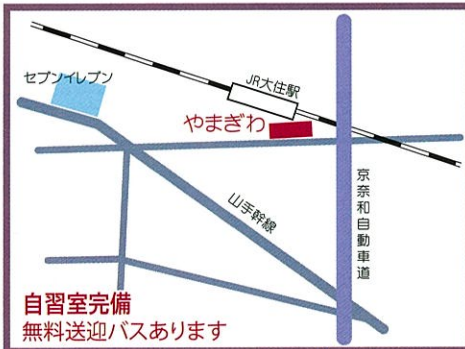 セブンイレブン
JR大住駅
やまぎわ
山手幹線
京奈和自動車道
自習室完備
無料送迎バスあります